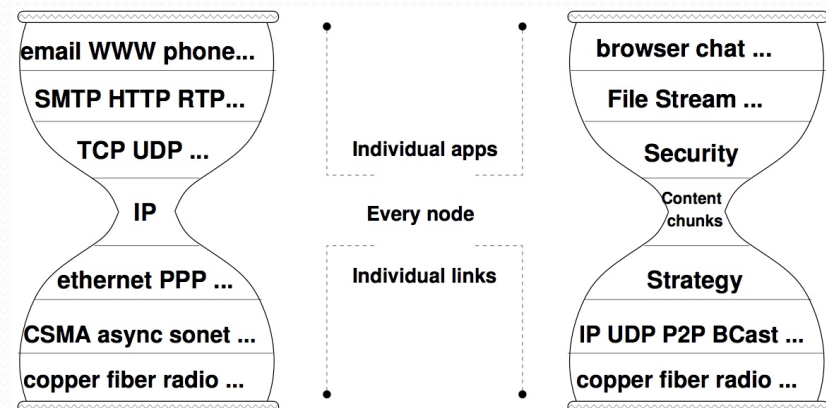 email WWW phone...
SMTP HTTP RTP...
TCP UDP ...
IP
ethernet PPP ...
CSMA async sonet ...
copper fiber radio ...
Individual apps
Every node
Individual links
browser chat ...
File Stream ...
Security
Content
chunks
Strategy
IP UDP P2P BCast ...
copper fiber radio ...